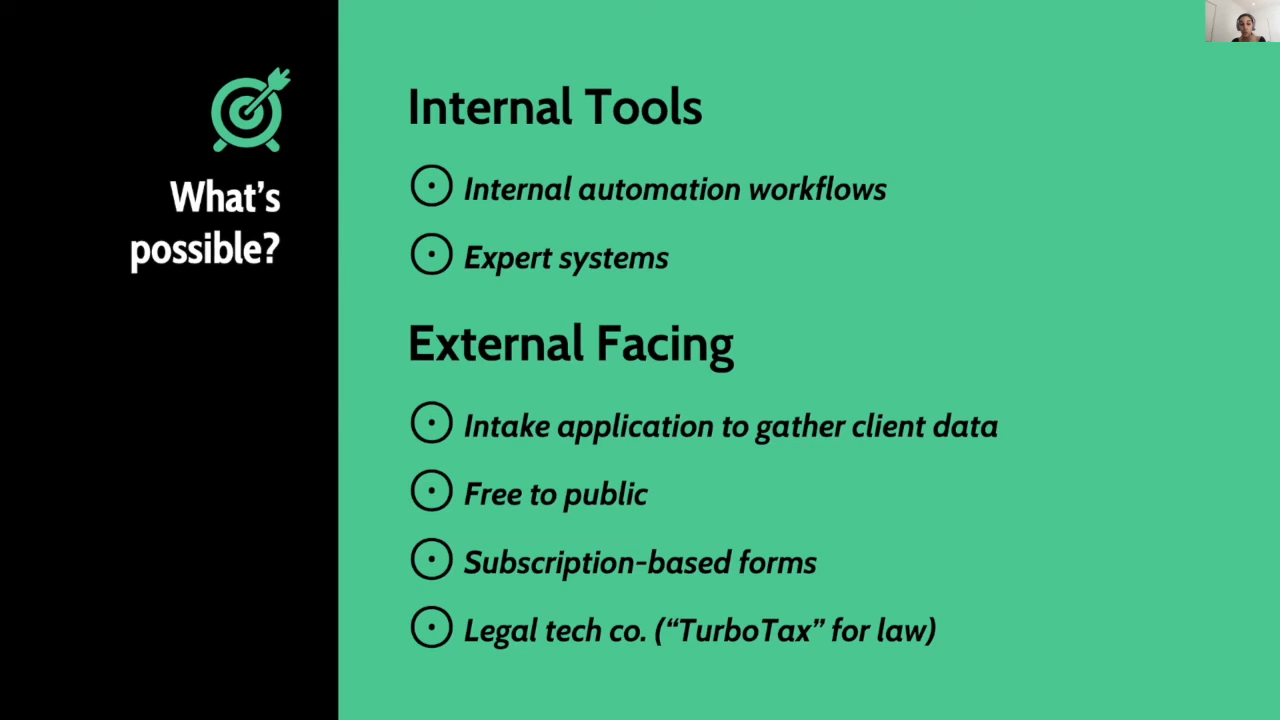 What’s
possible?
Internal Tools
Internal automation workflows
Expert systems
External Facing
Intake application to gather client data
Free to public
Subscription-based forms
Legal tech co. (“TurboTax” for law)